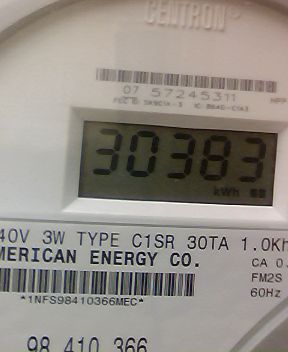 CENTRON®
07 57245311
30383
kWh
40V 3W TYPE C1SR 30TA 1.0Kh
MERICAN ENERGY CO.
CA 0.
FM2S
*1NFS98410366MEC*
60Hz
98 410 366